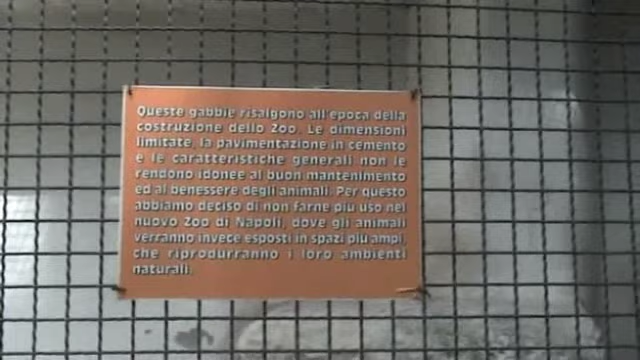 Queste gabbie risalgono all'epoca della
costruzione dello Zoo. Le dimensioni
limitate, la pavimentazione in cemento
e le caratteristiche generali non le
rendono idonee al buon mantenimento
ed al benessere degli animali. Per questo
abbiamo deciso di non farne più uso nel
nuovo Zoo di Napoli, dove gli animali
verranno invece esposti in spazi più ampi,
che riprodurranno i loro ambienti
naturali.